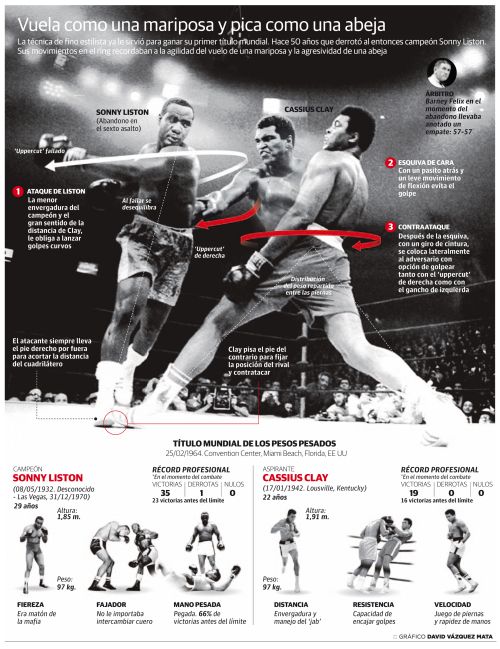 Vuela como una mariposa y pica como una abeja
La técnica de fino estilista ya le sirvió para ganar su primer título mundial. Hace 50 años que derrotó al entonces campeón Sonny Liston.
Sus movimientos en el ring recordaban a la agilidad del vuelo de una mariposa y la agresividad de una abeja
ÁRBITRO
Barney Felix en el
momento del
abandono llevaba
anotado un
empate: 57-57
SONNY LISTON
(Abandono en
el sexto asalto)
CASSIUS CLAY
'Uppercut' fallado
1 ATAQUE DE LISTON
La menor
envergadura del
campeón y el
gran sentido de la
distancia de Clay,
le obliga a lanzar
golpes curvos
Al fallar se
desequilibra
'Uppercut'
de derecha
2 ESQUIVA DE CARA
Con un pasito atrás y
un leve movimiento
de flexión evita el
golpe
3 CONTRAATAQUE
Después de la esquiva,
con un giro de cintura,
se coloca lateralmente
al adversario con
opción de golpear
tanto con el 'uppercut'
de derecha como con
el gancho de izquierda
Distribución
del peso repartido
entre las piernas
El atacante siempre lleva
el pie derecho por fuera
para acortar la distancia
del cuadrilátero
Clay pisa el pie del
contrario para fijar
la posición del rival
y contratacar
TÍTULO MUNDIAL DE LOS PESOS PESADOS
25/02/1964. Convention Center, Miami Beach, Florida, EE UU
CAMPEÓN
SONNY LISTON
(08/05/1932. Desconocido
- Las Vegas, 31/12/1970)
29 años
RÉCORD PROFESIONAL
*En el momento del combate
VICTORIAS | DERROTAS | NULOS
35 1 0
23 victorias antes del límite
Altura:
1,85 m.
Peso:
97 kg.
FIEREZA
Era matón de
la mafia
FAJADOR
No le importaba
intercambiar cuero
MANO PESADA
Pegada. 66% de
victorias antes del límite
ASPIRANTE
CASSIUS CLAY
(17/01/1942. Lousville, Kentucky)
22 años
RÉCORD PROFESIONAL
*En el momento del combate
VICTORIAS | DERROTAS | NULOS
19 0 0
16 victorias antes del límite
Altura:
1,91 m.
Peso:
97 kg.
DISTANCIA
Envergadura y
manejo del 'jab'
RESISTENCIA
Capacidad de
encajar golpes
VELOCIDAD
Juego de piernas
y rapidez de manos
:: GRÁFICO DAVID VÁZQUEZ MATA